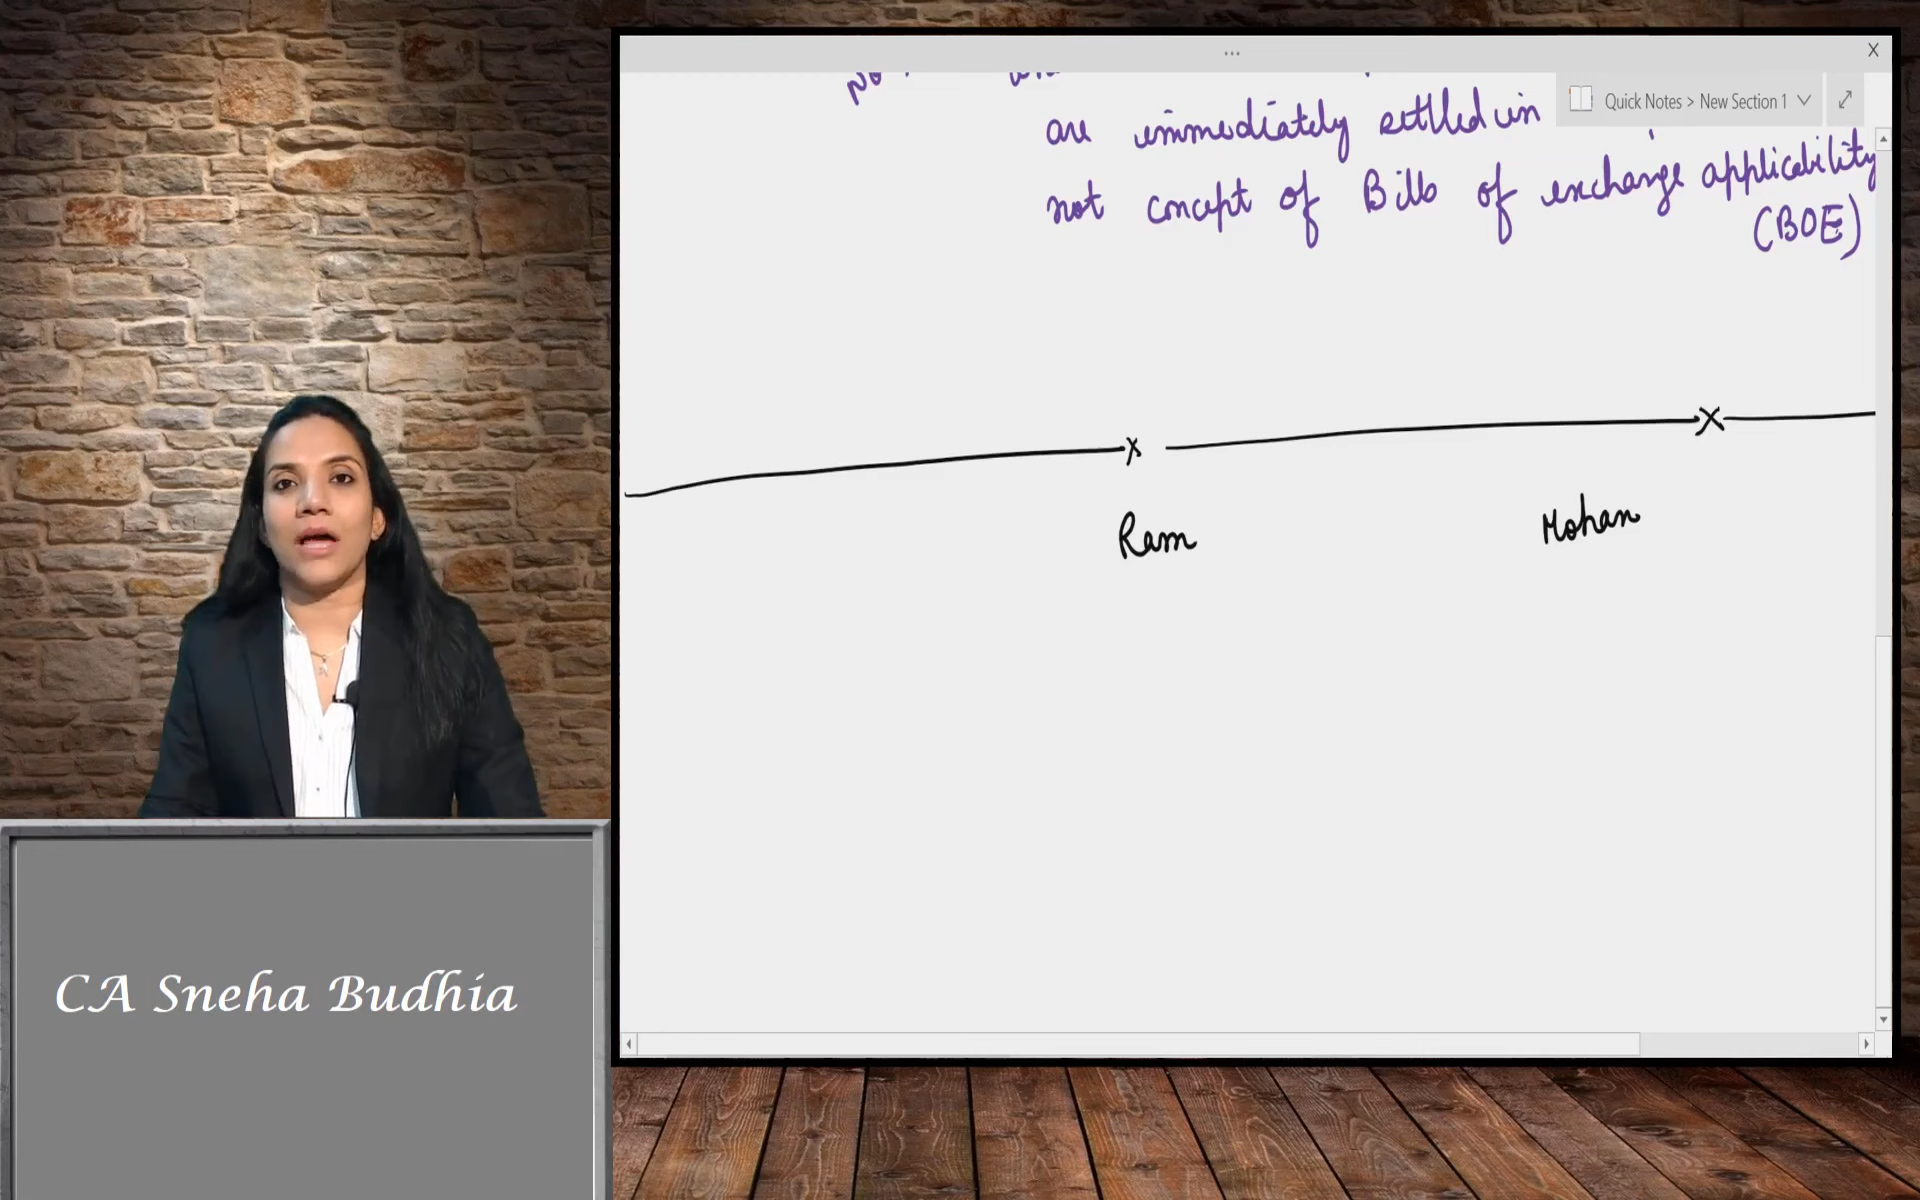 Quick Notes > New Section 1
are immediately settled in
not concept of Bills of exchange applicability
(BOE)
Ram
Mohan
CA Sneha Budhia